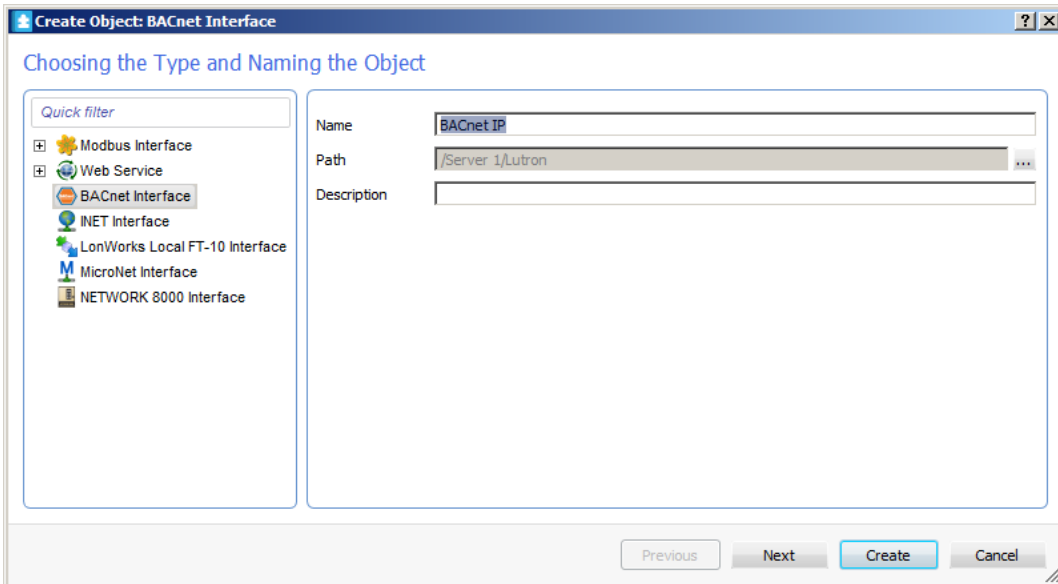 Create Object: BACnet Interface
Choosing the Type and Naming the Object
Quick filter
Modbus Interface
Web Service
BACnet Interface
INET Interface
LonWorks Local FT-10 Interface
MicroNet Interface
NETWORK 8000 Interface
Name BACnet IP
Path /Server 1/Lutron ...
Description
Previous Next Create Cancel